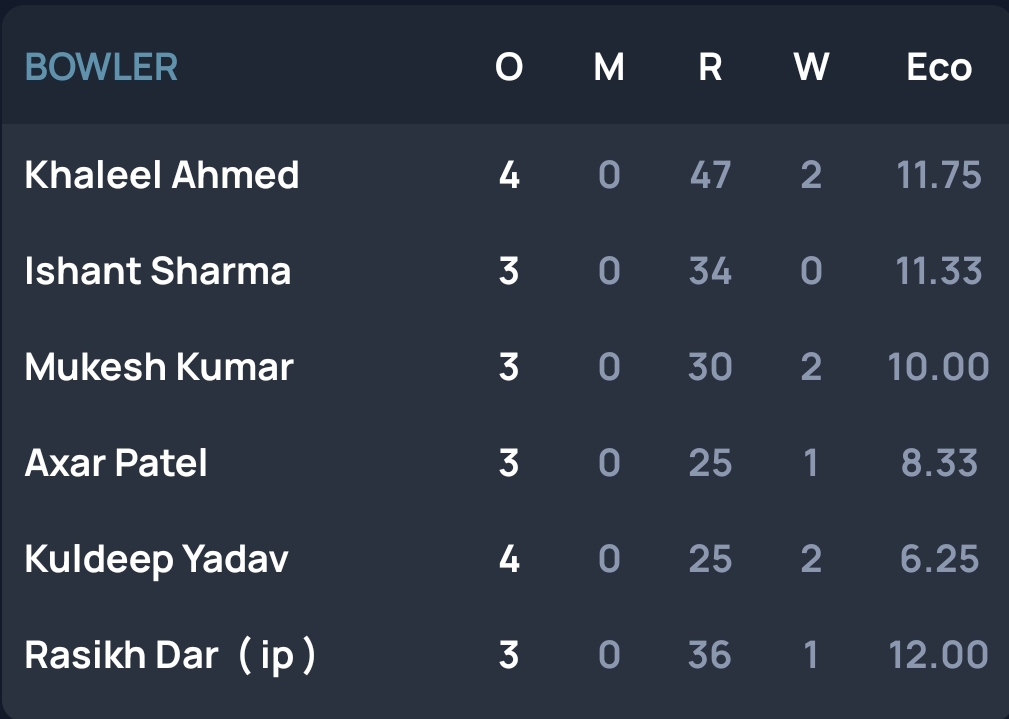 BOWLER O M R W Eco
Khaleel Ahmed 4 0 47 2 11.75
Ishant Sharma 3 0 34 0 11.33
Mukesh Kumar 3 0 30 2 10.00
Axar Patel 3 0 25 1 8.33
Kuldeep Yadav 4 0 25 2 6.25
Rasikh Dar ( ip ) 3 0 36 1 12.00